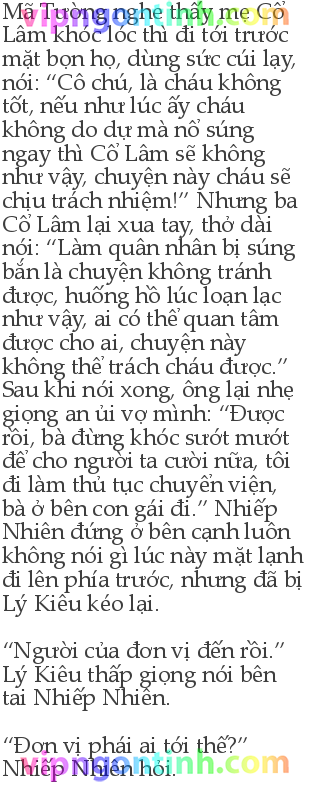 vipngontinh.com
Mã Tường nghe thấy mẹ Cổ
Lâm khóc lóc thì đi tới trước
mặt bọn họ, dùng sức cúi lạy,
nói: “Cô chú, là cháu không
tốt, nếu như lúc ấy cháu
không do dự mà nổ súng
ngay thì Cổ Lâm sẽ không
như vậy, chuyện này cháu sẽ
chịu trách nhiệm!” Nhưng ba
Cổ Lâm lại xua tay, thở dài
nói: “Làm quân nhân bị súng
bắn là chuyện không tránh
được, huống hồ lúc loạn lạc
như vậy, ai có thể quan tâm
được cho ai, chuyện này
không thể trách cháu được.”
Sau khi nói xong, ông lại nhẹ
giọng an ủi vợ mình: “Được
rồi, bà đừng khóc sướt mướt
để cho người ta cười nữa, tôi
đi làm thủ tục chuyển viện,
bà ở bên con gái đi.” Nhiếp
Nhiên đứng ở bên cạnh luôn
không nói gì lúc này mặt lạnh
đi lên phía trước, nhưng đã bị
Lý Kiêu kéo lại.
“Người của đơn vị đến rồi.”
Lý Kiêu thấp giọng nói bên
tai Nhiếp Nhiên.
“Đơn vị phái ai tới thế?”
Nhiếp Nhiên hỏi.
vipngontinh.com